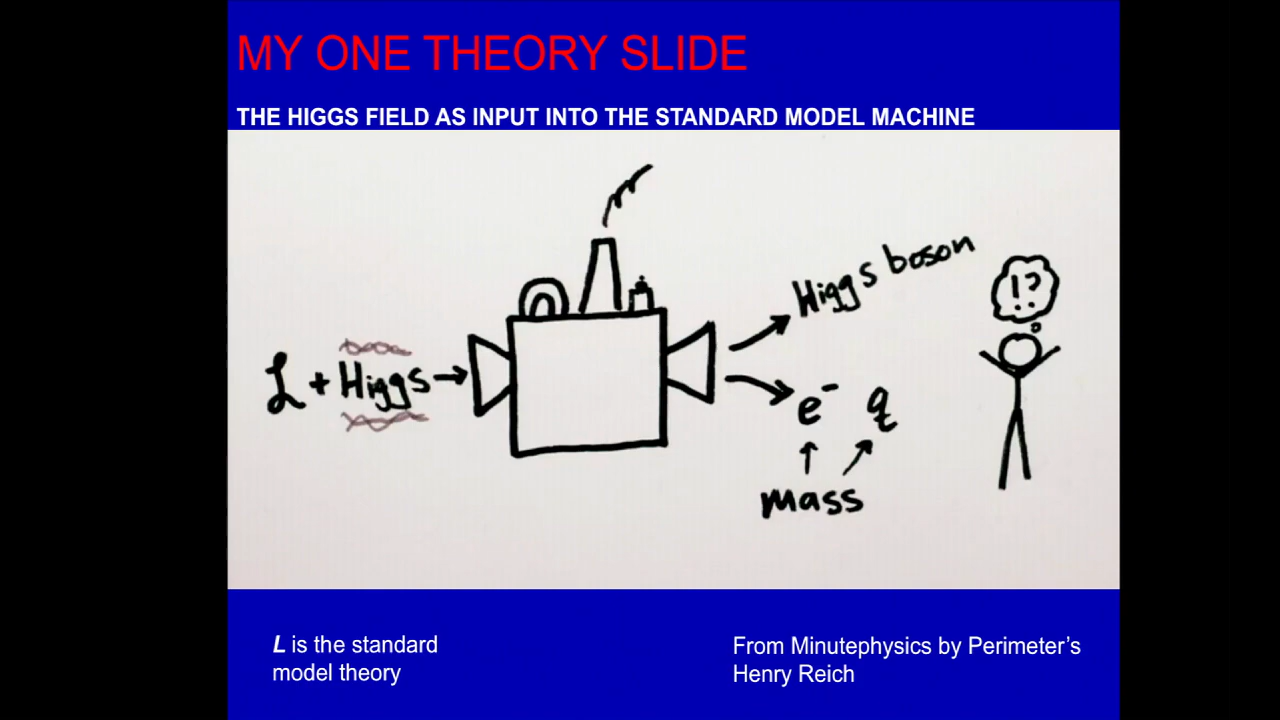 MY ONE THEORY SLIDE
THE HIGGS FIELD AS INPUT INTO THE STANDARD MODEL MACHINE
!?
Higgs boson
ℒ + Higgs →
e⁻ q
mass
L is the standard
model theory
From Minutephysics by Perimeter's
Henry Reich